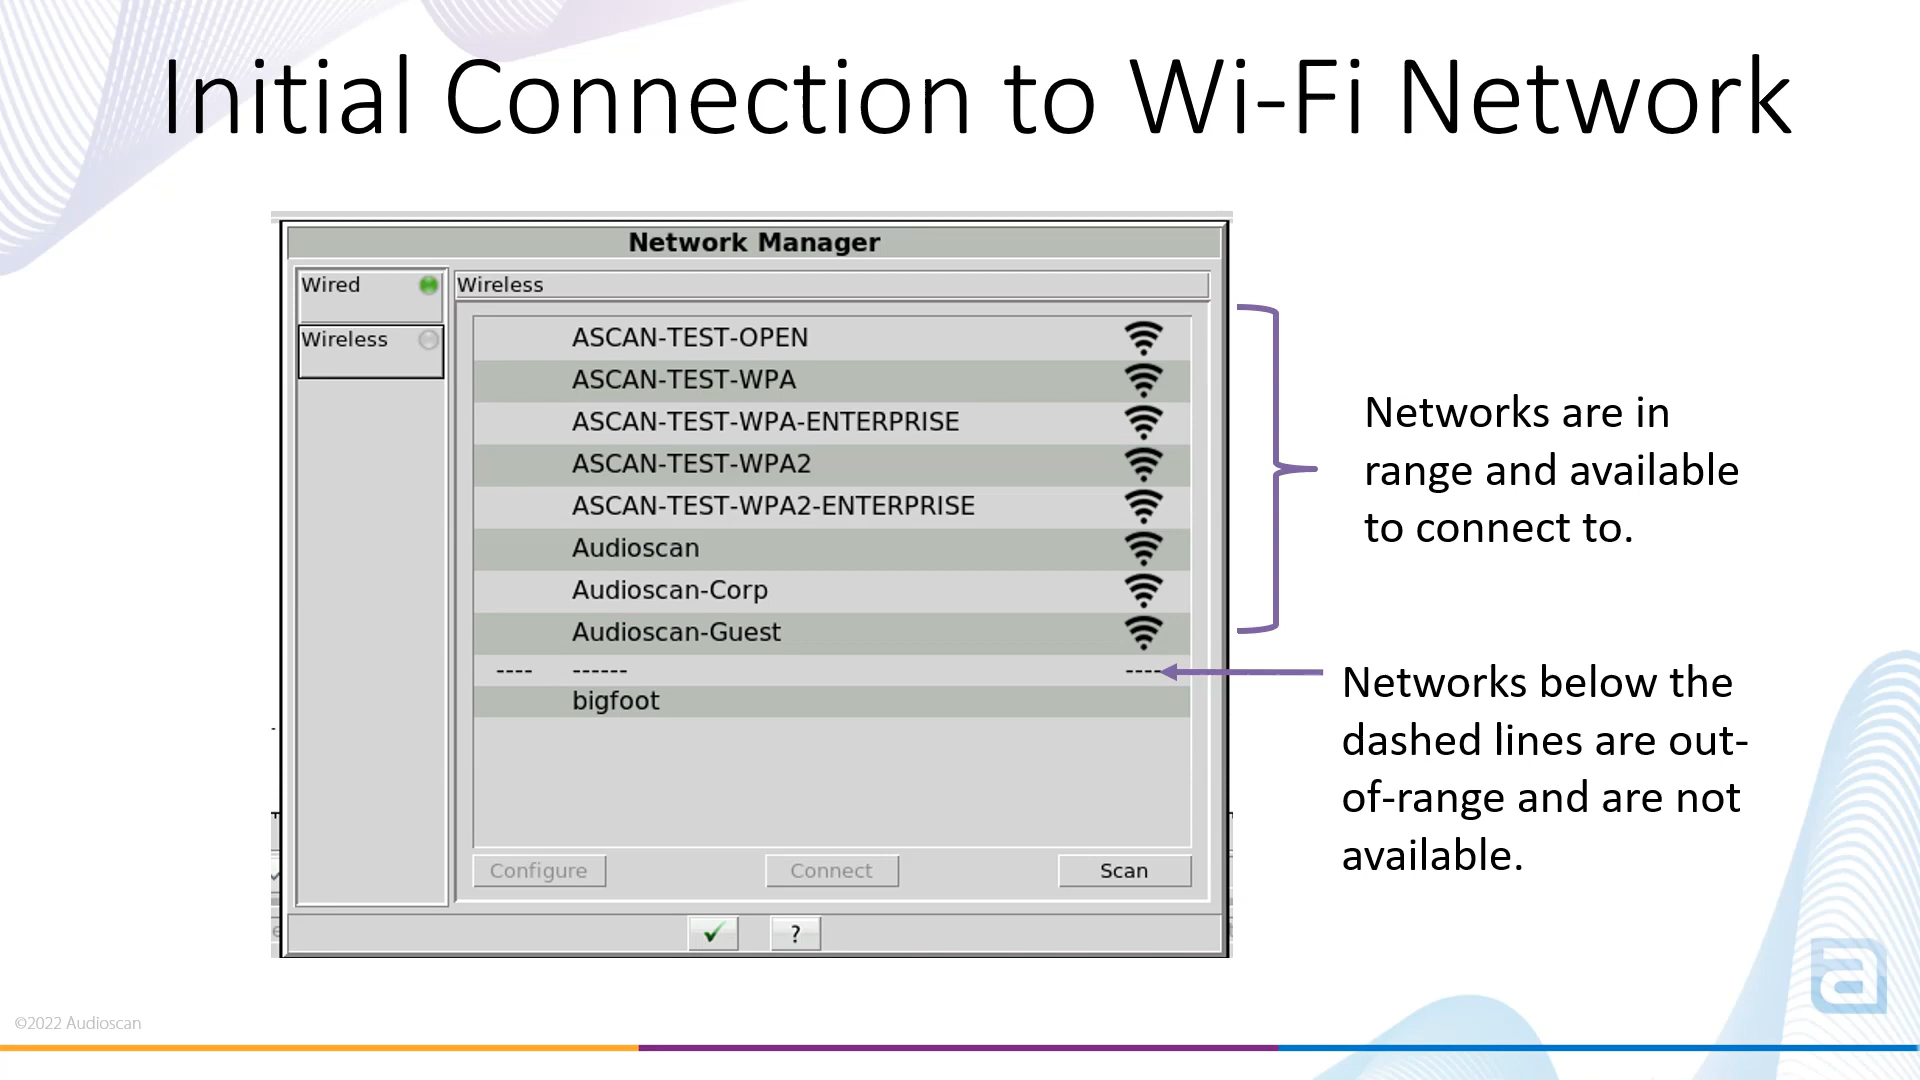 Initial Connection to Wi-Fi Network
Network Manager
Wired
Wireless
Wireless
ASCAN-TEST-OPEN
ASCAN-TEST-WPA
ASCAN-TEST-WPA-ENTERPRISE
ASCAN-TEST-WPA2
ASCAN-TEST-WPA2-ENTERPRISE
Audioscan
Audioscan-Corp
Audioscan-Guest
---- ------ ----
bigfoot
Configure Connect Scan
?
Networks are in
range and available
to connect to.
Networks below the
dashed lines are out-
of-range and are not
available.
a
©2022 Audioscan